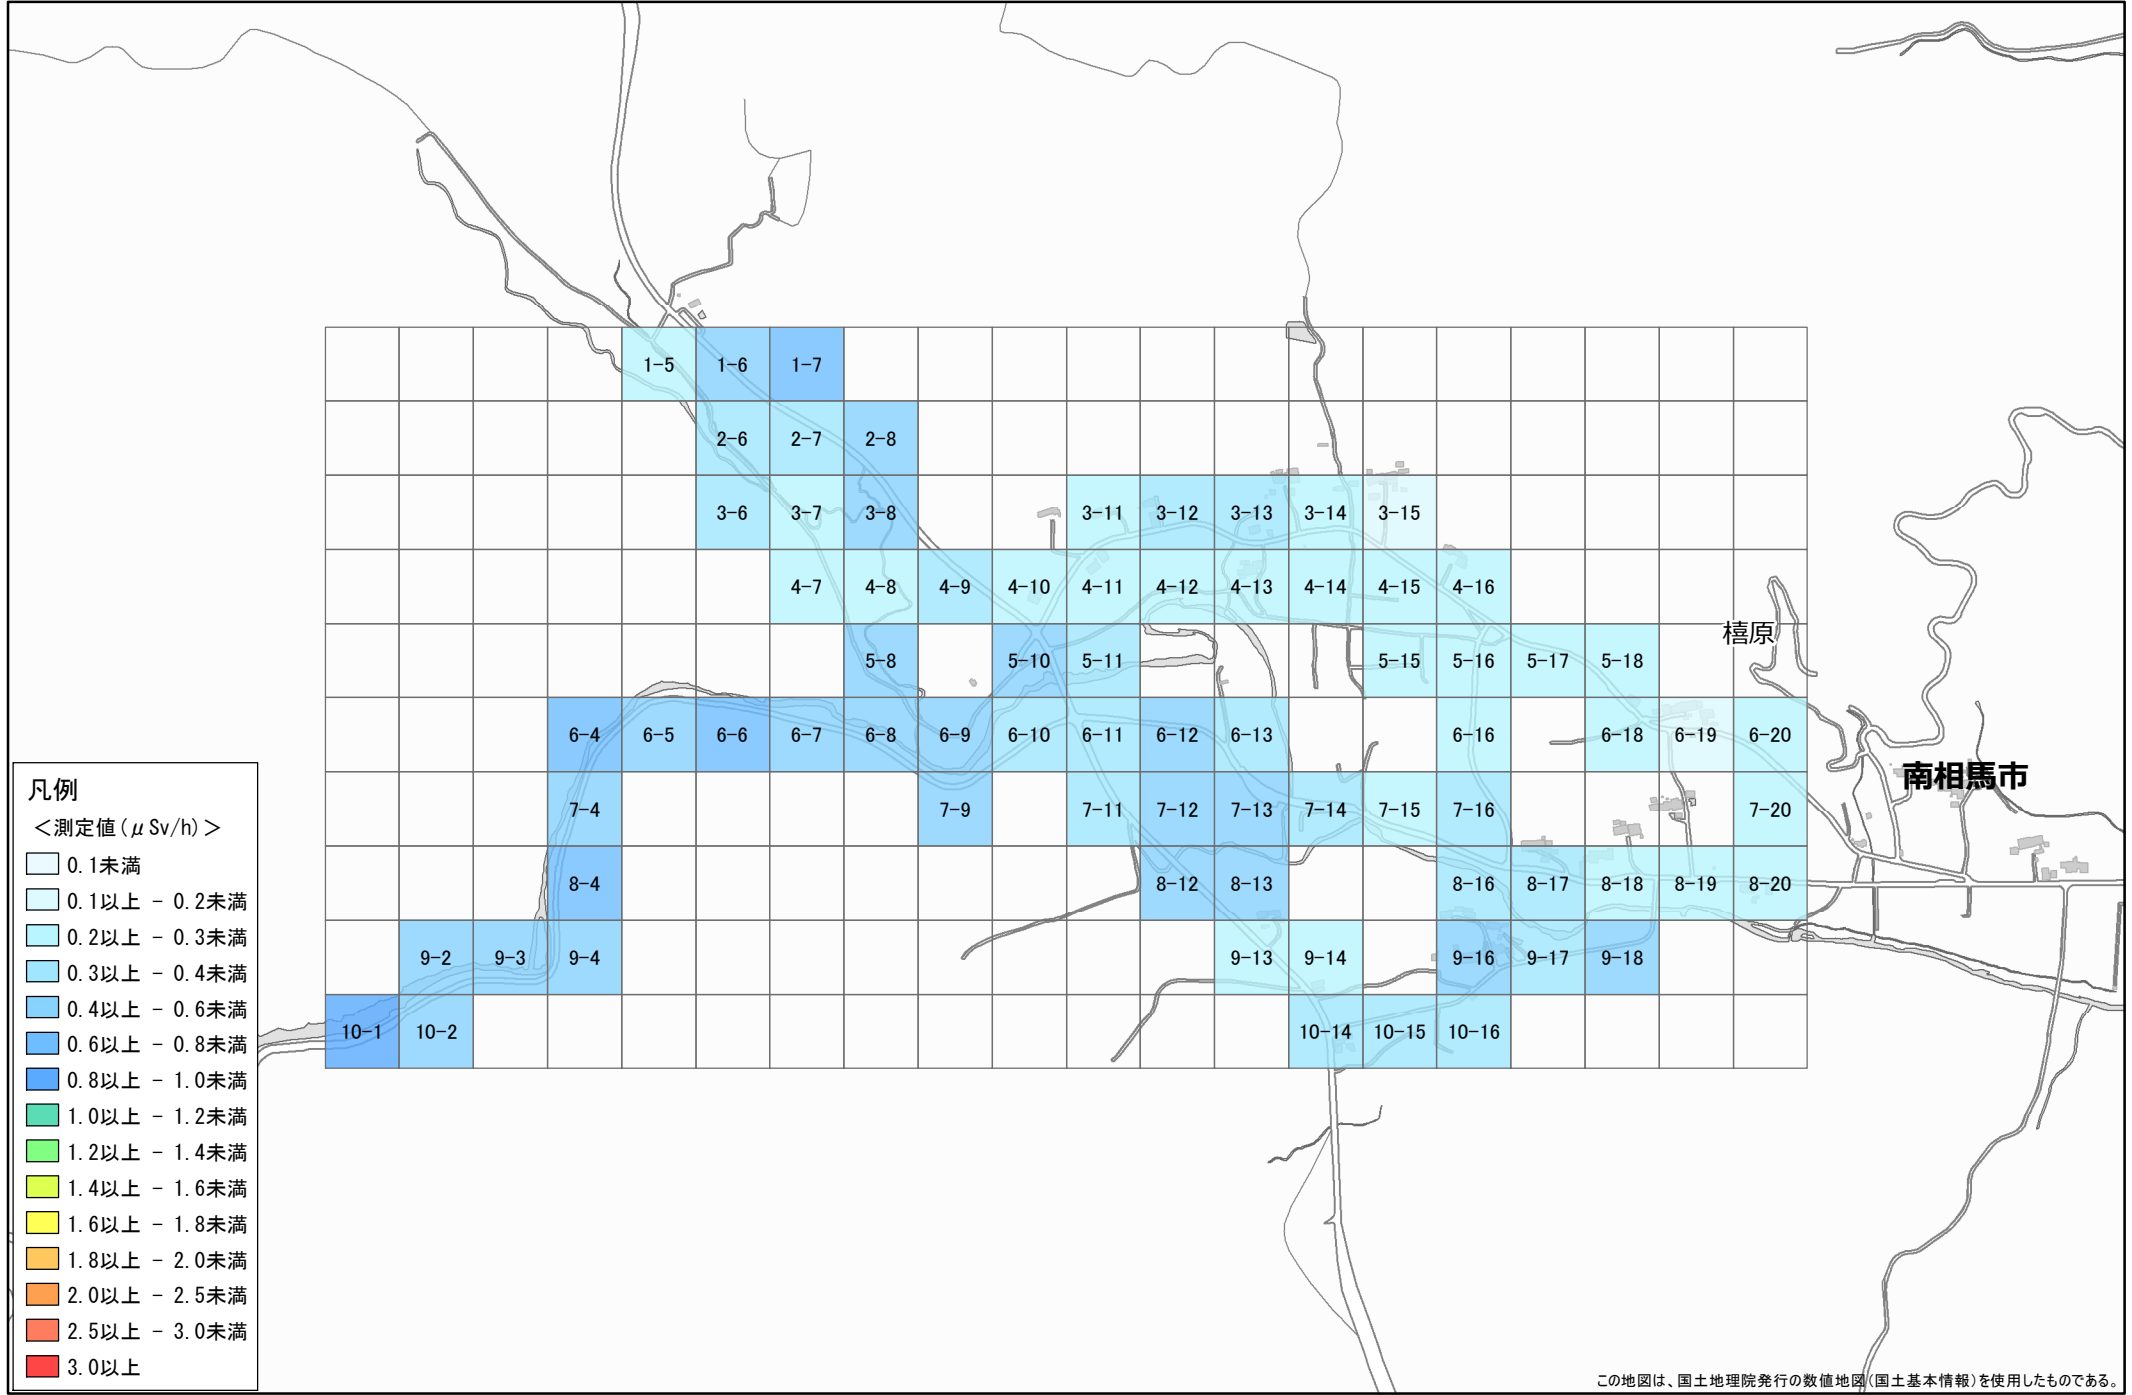 1-5 1-6 1-7
2-6 2-7 2-8
3-6 3-7 3-8 3-11 3-12 3-13 3-14 3-15
4-7 4-8 4-9 4-10 4-11 4-12 4-13 4-14 4-15 4-16
橲原
5-8 5-10 5-11 5-15 5-16 5-17 5-18
6-4 6-5 6-6 6-7 6-8 6-9 6-10 6-11 6-12 6-13 6-16 6-18 6-19 6-20
南相馬市
7-4 7-9 7-11 7-12 7-13 7-14 7-15 7-16 7-20
8-4 8-12 8-13 8-16 8-17 8-18 8-19 8-20
9-2 9-3 9-4 9-13 9-14 9-16 9-17 9-18
10-1 10-2 10-14 10-15 10-16
凡例
＜測定値(μSv/h)＞
0.1未満
0.1以上 - 0.2未満
0.2以上 - 0.3未満
0.3以上 - 0.4未満
0.4以上 - 0.6未満
0.6以上 - 0.8未満
0.8以上 - 1.0未満
1.0以上 - 1.2未満
1.2以上 - 1.4未満
1.4以上 - 1.6未満
1.6以上 - 1.8未満
1.8以上 - 2.0未満
2.0以上 - 2.5未満
2.5以上 - 3.0未満
3.0以上
この地図は、国土地理院発行の数値地図(国土基本情報)を使用したものである。